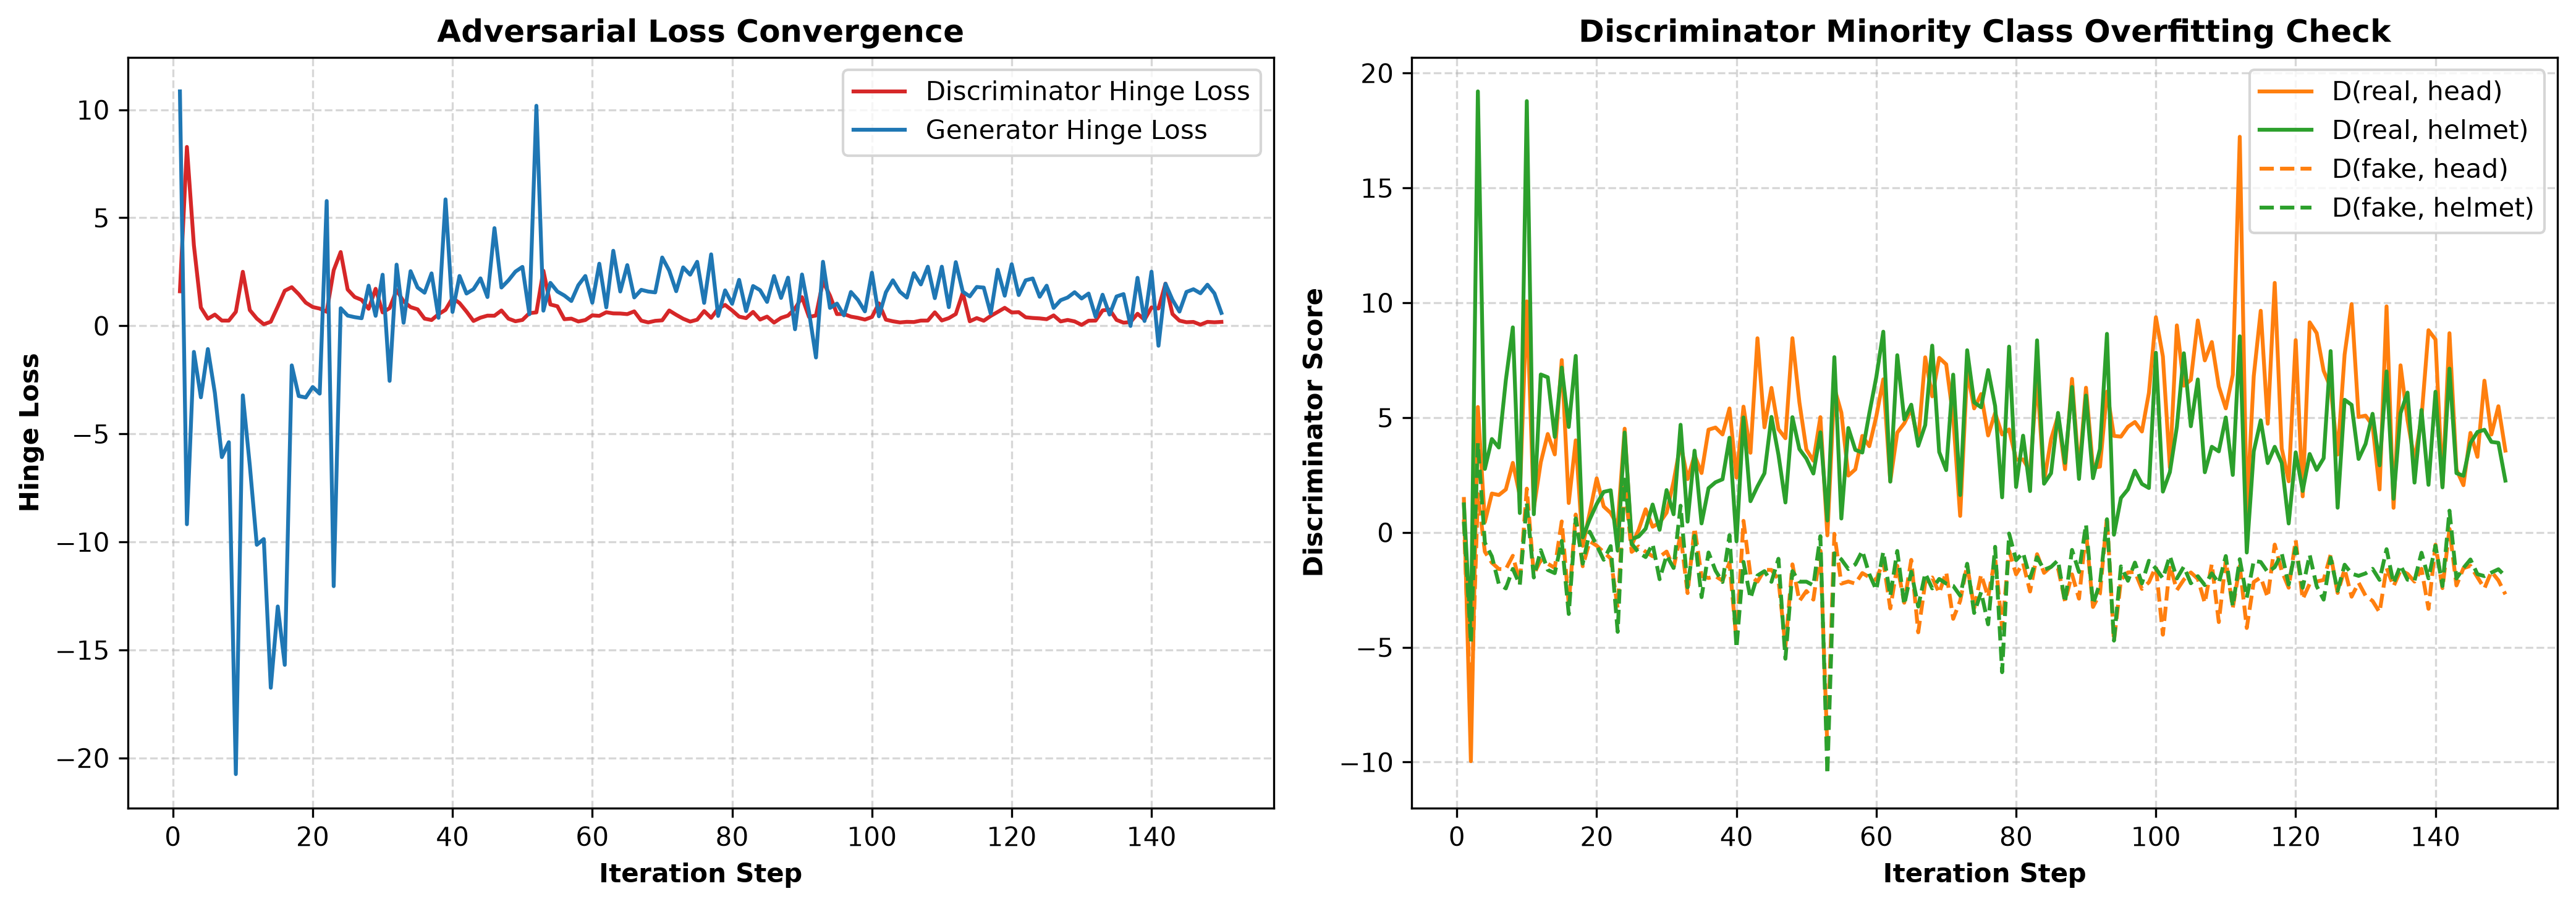 Adversarial Loss Convergence
Discriminator Hinge Loss
Generator Hinge Loss
10
5
0
−5
−10
−15
−20
Hinge Loss
0 20 40 60 80 100 120 140
Iteration Step
Discriminator Minority Class Overfitting Check
D(real, head)
D(real, helmet)
D(fake, head)
D(fake, helmet)
20
15
10
5
0
−5
−10
Discriminator Score
0 20 40 60 80 100 120 140
Iteration Step